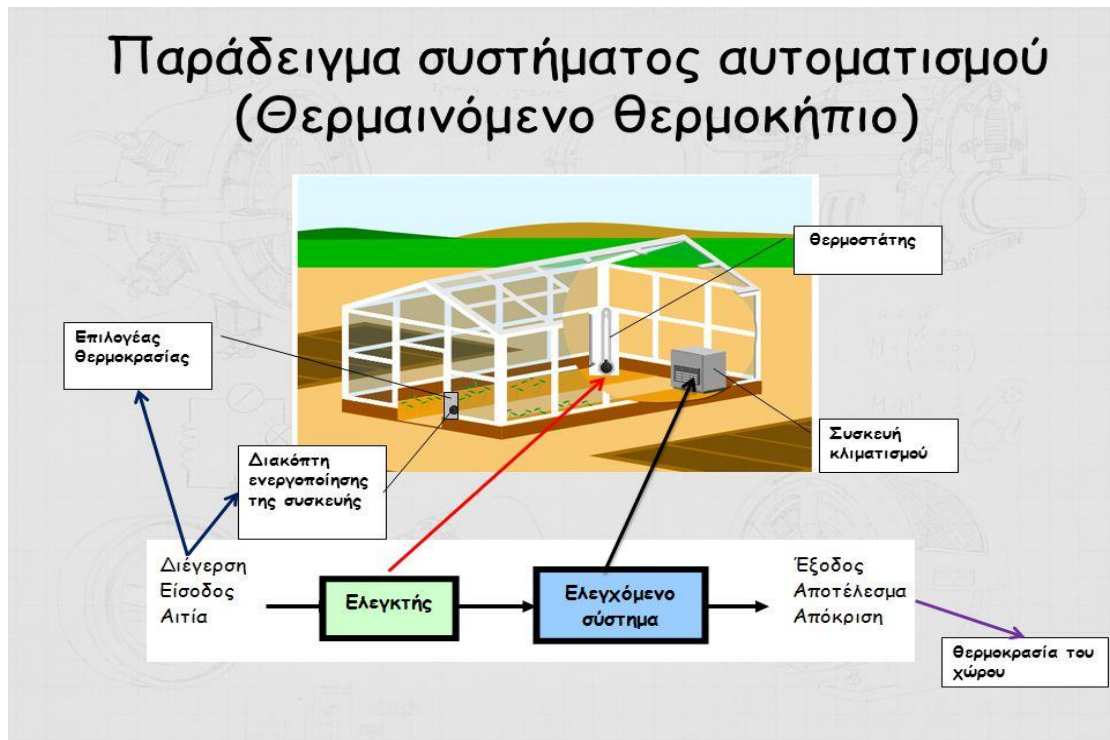 Παράδειγμα συστήματος αυτοματισμού
(Θερμαινόμενο θερμοκήπιο)
θερμοστάτης
Επιλογέας
θερμοκρασίας
Συσκευή
κλιματισμού
Διακόπτη
ενεργοποίησης
της συσκευής
Διέγερση
Είσοδος
Αιτία
Ελεγκτής
Ελεγχόμενο
σύστημα
Έξοδος
Αποτέλεσμα
Απόκριση
θερμοκρασία του
χώρου